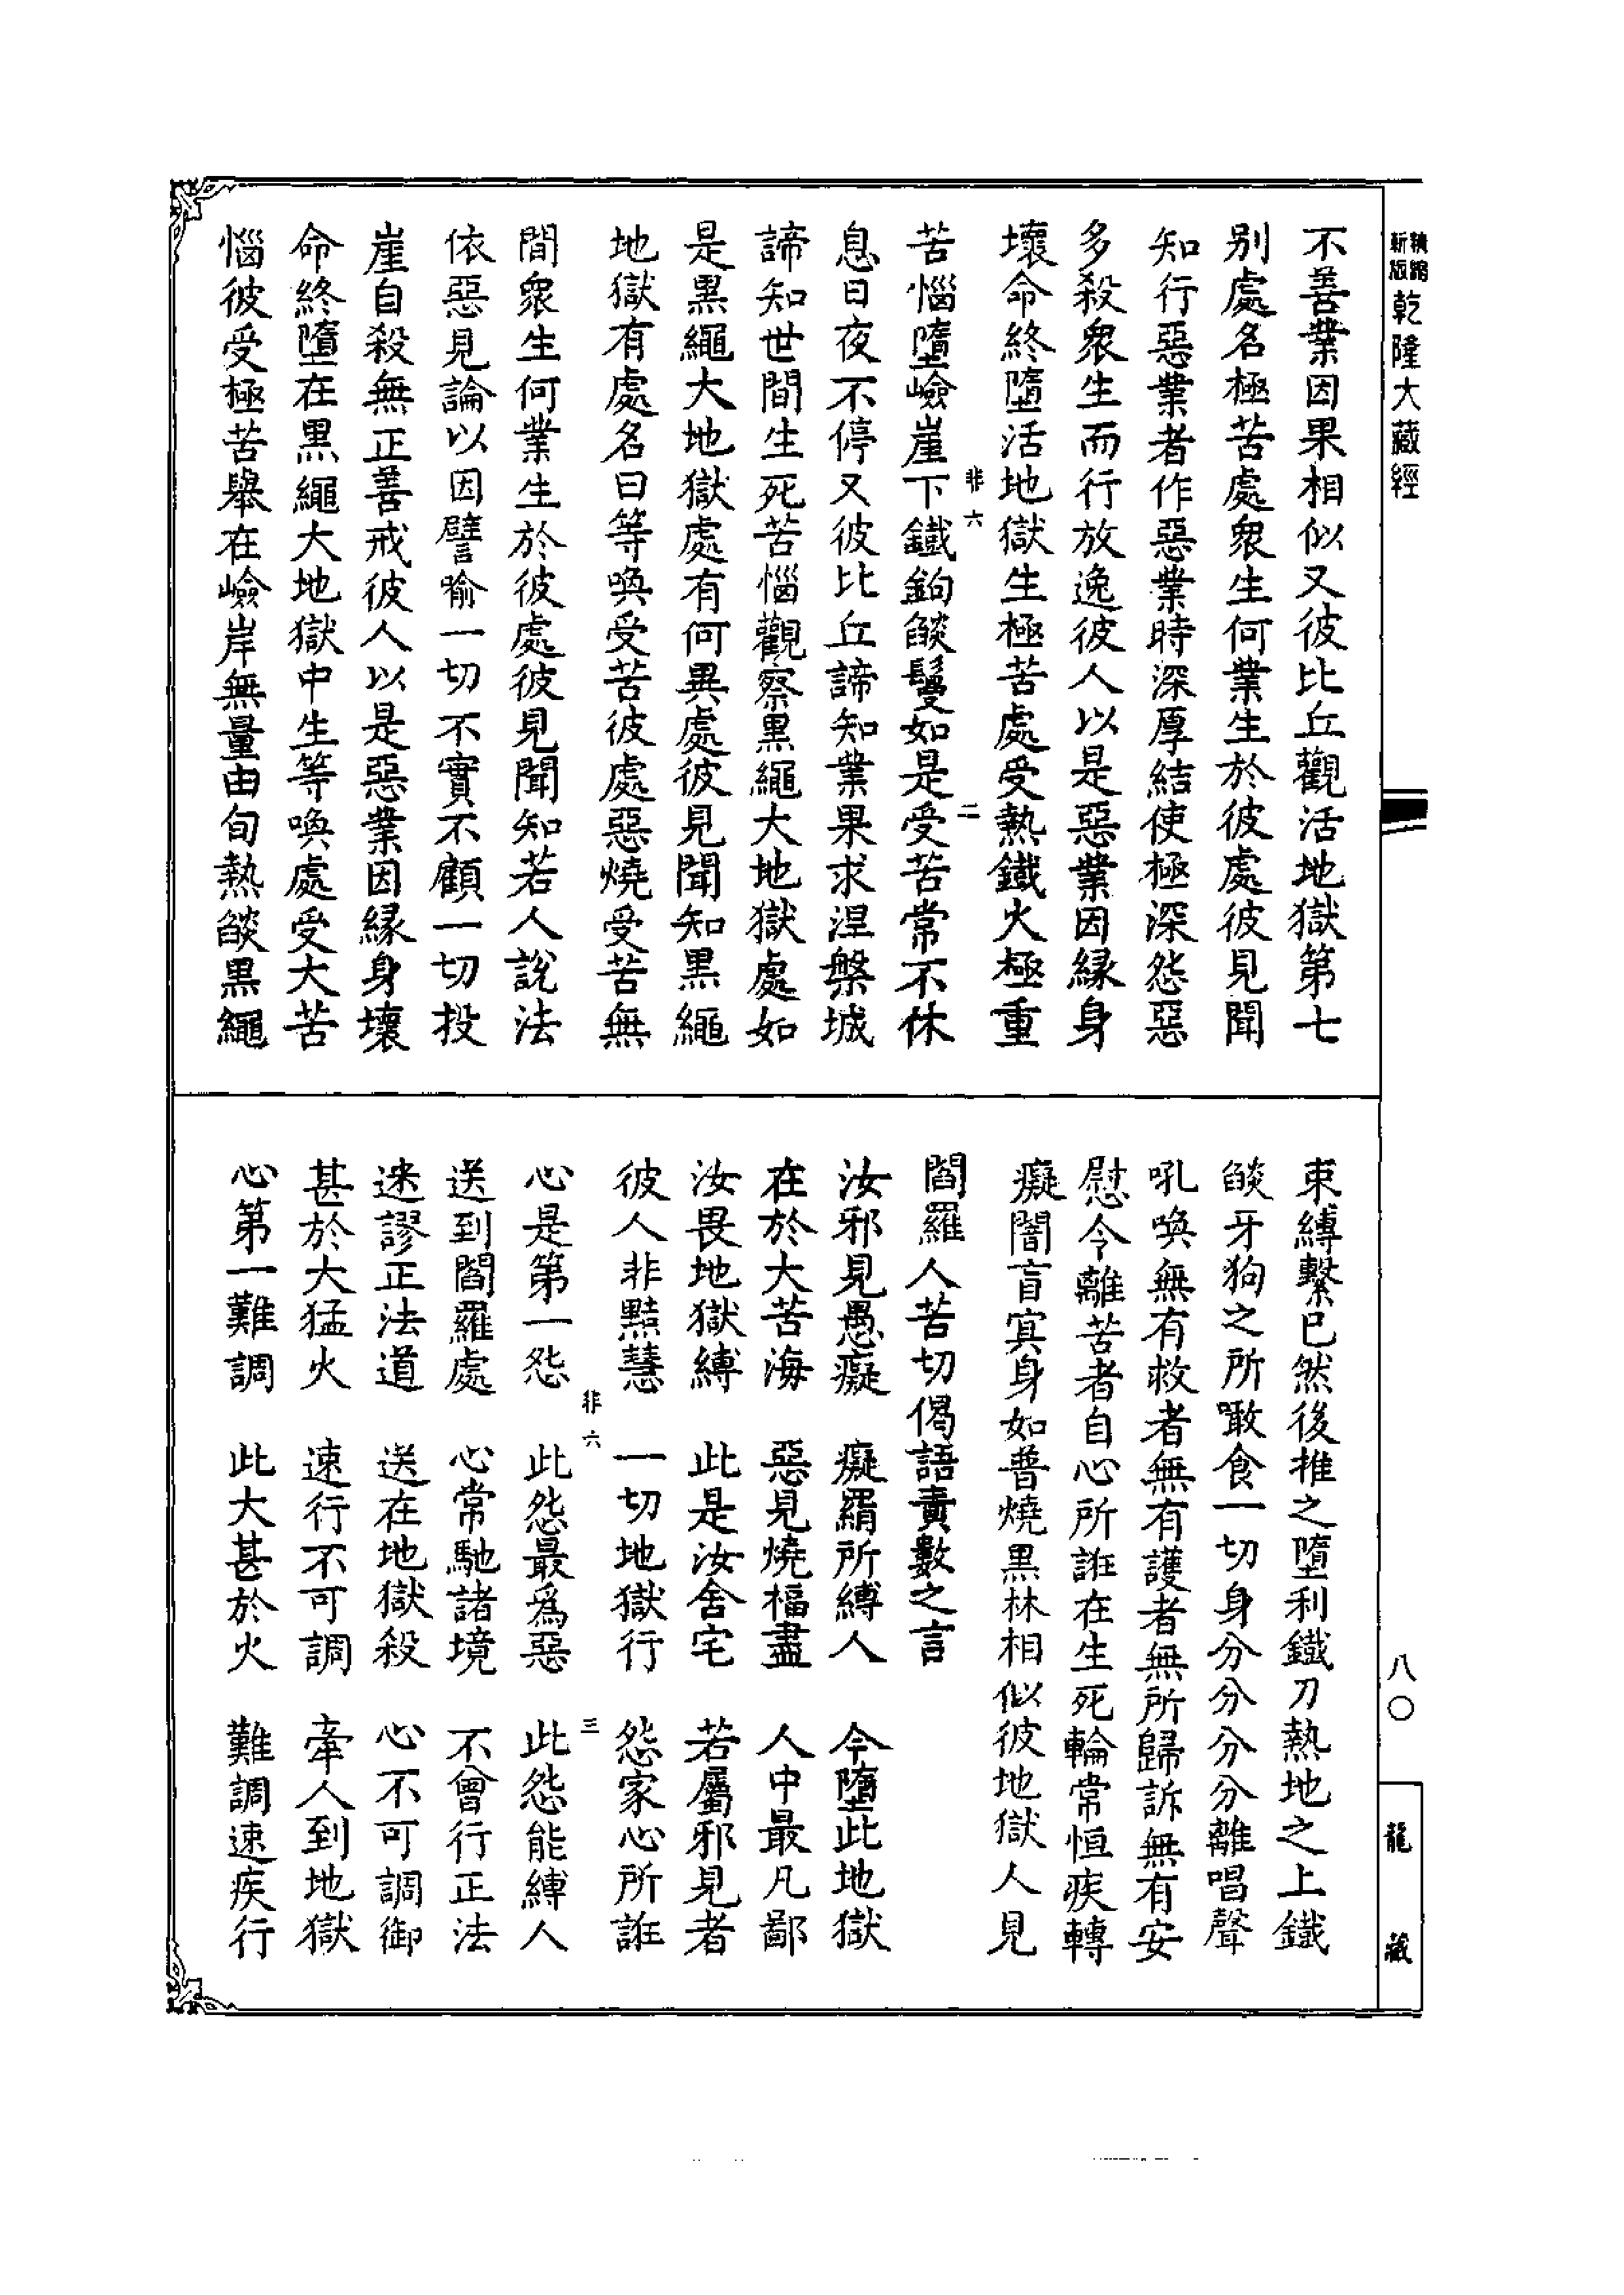 精縮
新版
乾隆大藏經
不善業因果相似又彼比丘觀活地獄第七
別處名極苦處衆生何業生於彼處彼見聞
知行惡業者作惡業時深厚結使極深怨惡
多殺衆生而行放逸彼人以是惡業因緣身
壞命終墮活地獄生極苦處受熱鐵火極重
非六 二
苦惱墮嶮崖下鐵鉤燄鬘如是受苦常不休
息日夜不停又彼比丘諦知業果求涅槃城
諦知世間生死苦惱觀察黑繩大地獄處如
是黑繩大地獄處有何異處彼見聞知黑繩
地獄有處名曰等喚受苦彼處惡燒受苦無
間衆生何業生於彼處彼見聞知若人說法
依惡見論以因譬喻一切不實不顧一切投
崖自殺無正善戒彼人以是惡業因緣身壞
命終墮在黑繩大地獄中生等喚處受大苦
惱彼受極苦舉在嶮岸無量由旬熱燄黑繩
束縛繫已然後推之墮利鐵刀熱地之上鐵
燄牙狗之所噉食一切身分分分分離唱聲
吼喚無有救者無有護者無所歸訴無有安
慰令離苦者自心所誑在生死輪常恒疾轉
癡闇盲冥身如普燒黑林相似彼地獄人見
閻羅人苦切偈語責數之言
汝邪見愚癡 癡羂所縛人 今墮此地獄
在於大苦海 惡見燒福盡 人中最凡鄙
汝畏地獄縛 此是汝舍宅 若屬邪見者
彼人非黠慧 一切地獄行 怨家心所誑
非六 三
心是第一怨 此怨最爲惡 此怨能縛人
送到閻羅處 心常馳諸境 不曾行正法
迷謬正法道 送在地獄殺 心不可調御
甚於大猛火 速行不可調 牽人到地獄
心第一難調 此大甚於火 難調速疾行
八〇
龍藏